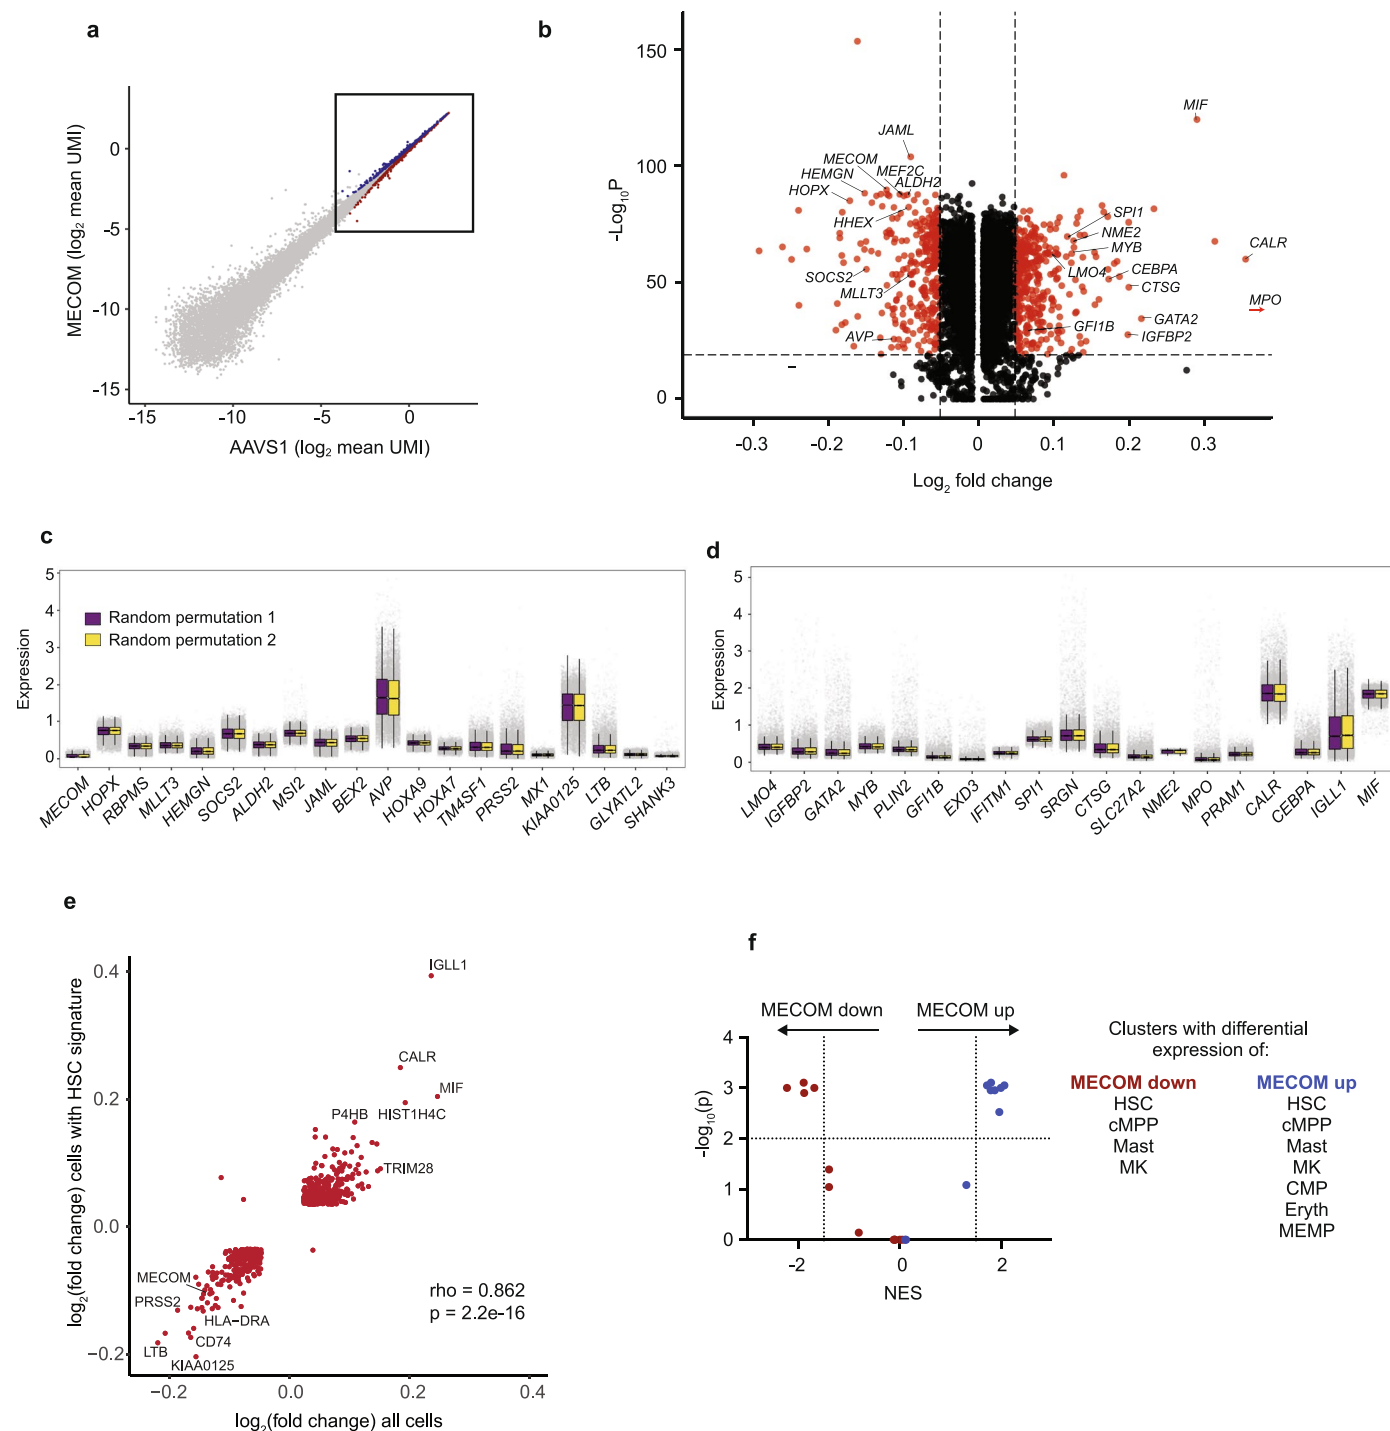 a
MECOM (log2 mean UMI)
0
-5
-10
-15
-15
-10
-5
0
AAVS1 (log2 mean UMI)
b
-Log10P
150
100
50
0
MIF
JAML
MECOM
MEF2C
HEMGN
ALDH2
HOPX
HHEX
SPI1
NME2
MYB
CALR
LMO4
SOCS2
CEBPA
MLLT3
CTSG
MPO
GATA2
GFI1B
AVP
IGFBP2
-0.3
-0.2
-0.1
0
0.1
0.2
0.3
Log2 fold change
c
Expression
5
4
3
2
1
0
Random permutation 1
Random permutation 2
MECOM
HOPX
RBPMS
MLLT3
HEMGN
SOCS2
ALDH2
MSI2
JAML
BEX2
AVP
HOXA9
HOXA7
TM4SF1
PRSS2
MX1
KIAA0125
LTB
GLYATL2
SHANK3
d
Expression
5
4
3
2
1
0
LMO4
IGFBP2
GATA2
MYB
PLIN2
GFI1B
EXD3
IFITM1
SPI1
SRGN
CTSG
SLC27A2
NME2
MPO
PRAM1
CALR
CEBPA
IGLL1
MIF
e
log2(fold change) cells with HSC signature
0.4
0.2
0.0
−0.2
IGLL1
CALR
MIF
P4HB
HIST1H4C
TRIM28
MECOM
PRSS2
HLA−DRA
CD74
LTB
KIAA0125
rho = 0.862
p = 2.2e-16
−0.2
0.0
0.2
0.4
log2(fold change) all cells
f
MECOM down
MECOM up
-log10(p)
4
3
2
1
0
-2
0
2
NES
Clusters with differential
expression of:
MECOM down
MECOM up
HSC
HSC
cMPP
cMPP
Mast
Mast
MK
MK
CMP
Eryth
MEMP